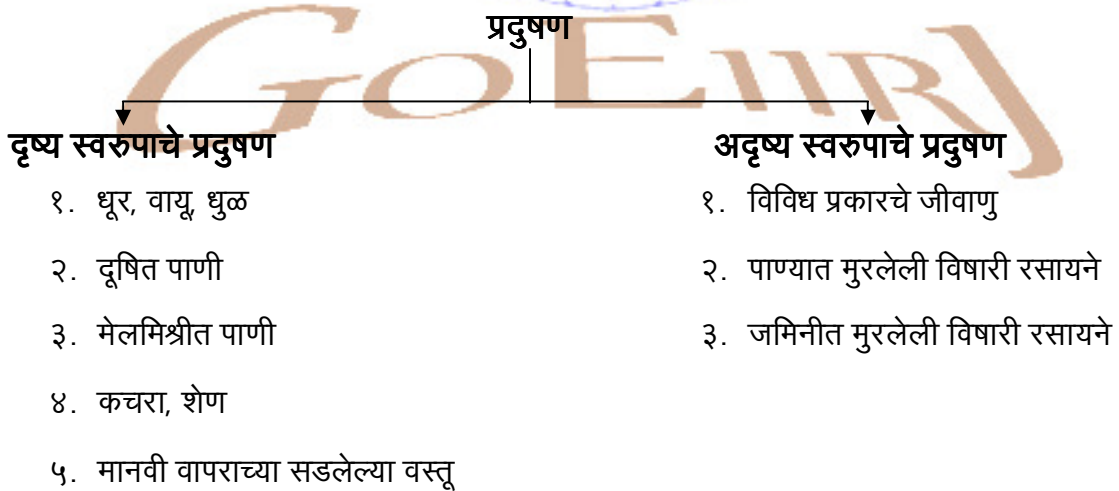 GOEIIRJ
प्रदुषण
दृष्य स्वरुपाचे प्रदुषण
१. धूर, वायू, धुळ
२. दूषित पाणी
३. मेलमिश्रीत पाणी
४. कचरा, शेण
५. मानवी वापराच्या सडलेल्या वस्तू
अदृष्य स्वरुपाचे प्रदुषण
१. विविध प्रकारचे जीवाणु
२. पाण्यात मुरलेली विषारी रसायने
३. जमिनीत मुरलेली विषारी रसायने